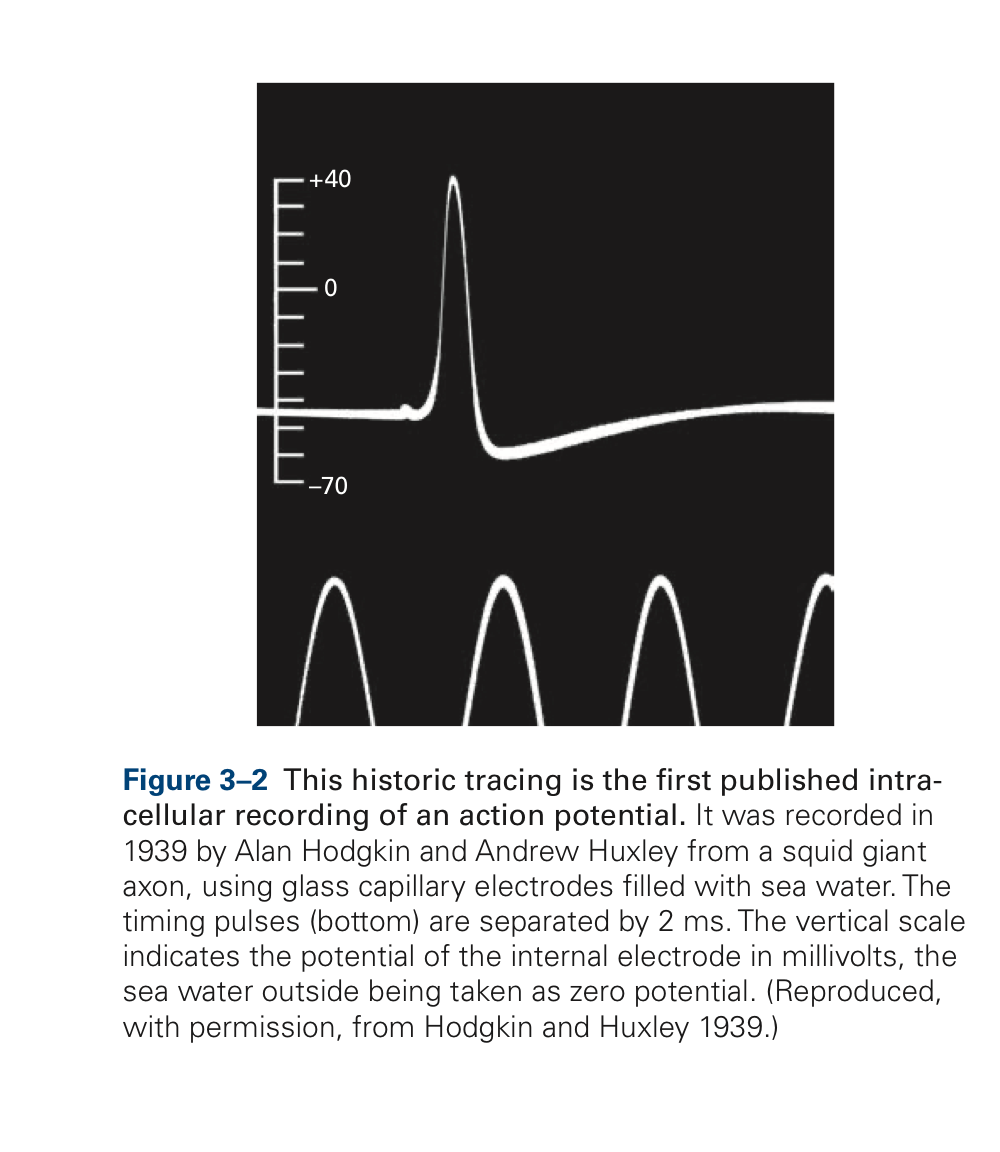 +40
0
–70
Figure 3–2 This historic tracing is the first published intra-
cellular recording of an action potential. It was recorded in
1939 by Alan Hodgkin and Andrew Huxley from a squid giant
axon, using glass capillary electrodes filled with sea water. The
timing pulses (bottom) are separated by 2 ms. The vertical scale
indicates the potential of the internal electrode in millivolts, the
sea water outside being taken as zero potential. (Reproduced,
with permission, from Hodgkin and Huxley 1939.)